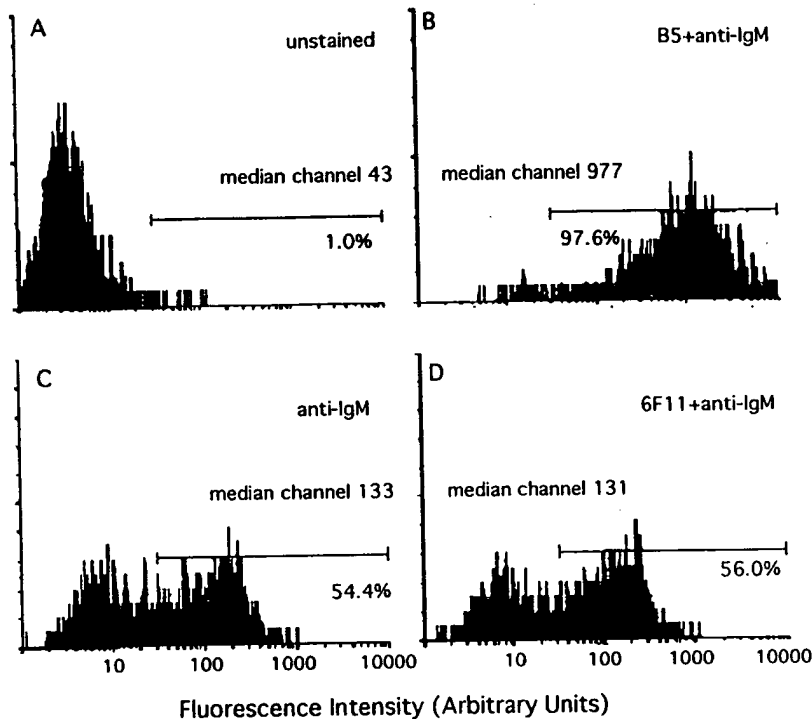 A
unstained
median channel 43
1.0%
B
B5+anti-IgM
median channel 977
97.6%
C
anti-IgM
median channel 133
54.4%
10 100 1000 10000
D
6F11+anti-IgM
median channel 131
56.0%
10 100 1000 10000
Fluorescence Intensity (Arbitrary Units)